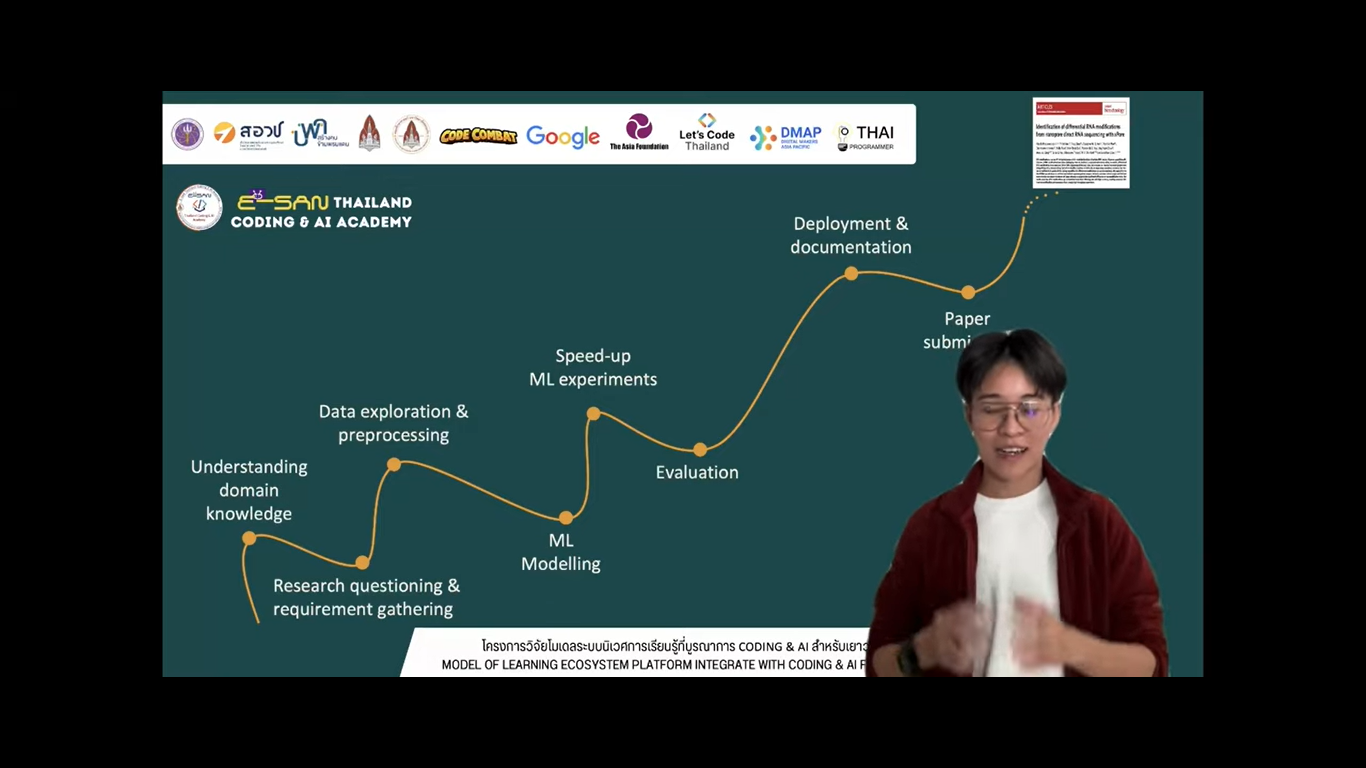 สอวช
CODE COMBAT
Google
The Asia Foundation
Let's Code
Thailand
DMAP
DIGITAL MAKERS
ASIA PACIFIC
THAI
PROGRAMMER
ARTICLES
Identification of differential RNA modifications
from nanopore direct RNA sequencing with xPore
E-SAN THAILAND
CODING & AI ACADEMY
Deployment &
documentation
Paper
submi
Speed-up
ML experiments
Data exploration &
preprocessing
Evaluation
Understanding
domain
knowledge
ML
Modelling
Research questioning &
requirement gathering
โครงการวิจัยโมเดลระบบนิเวศการเรียนรู้ที่บูรณาการ CODING & AI สำหรับเยาว
MODEL OF LEARNING ECOSYSTEM PLATFORM INTEGRATE WITH CODING & AI F